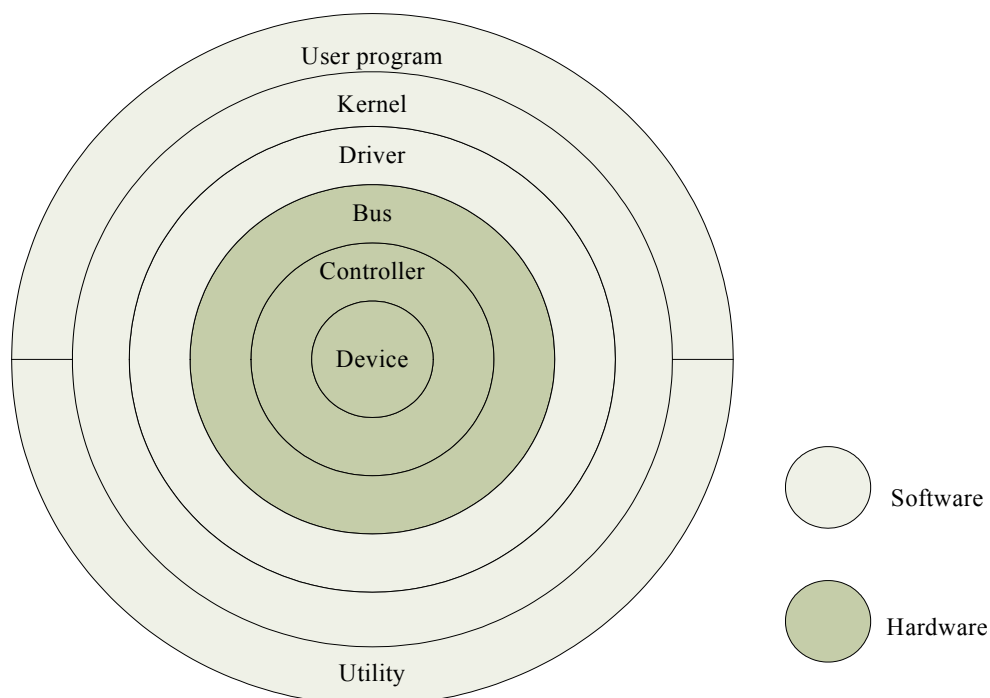 User program
Kernel
Driver
Bus
Controller
Device
Software
Hardware
Utility